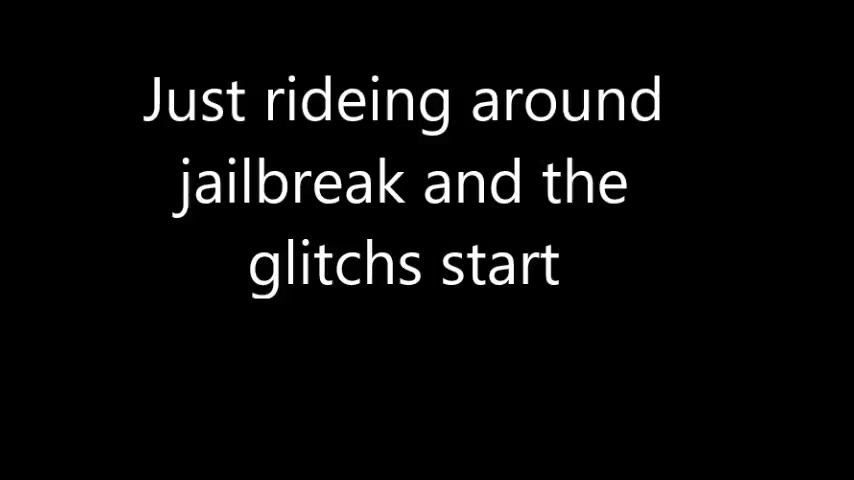 Just rideing around
jailbreak and the
glitchs start